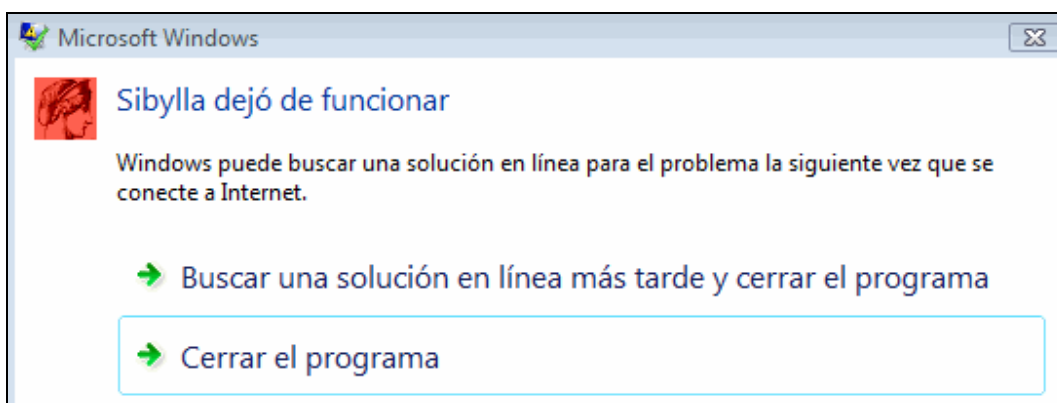 Microsoft Windows
Sibylla dejó de funcionar
Windows puede buscar una solución en línea para el problema la siguiente vez que se
conecte a Internet.
Buscar una solución en línea más tarde y cerrar el programa
Cerrar el programa